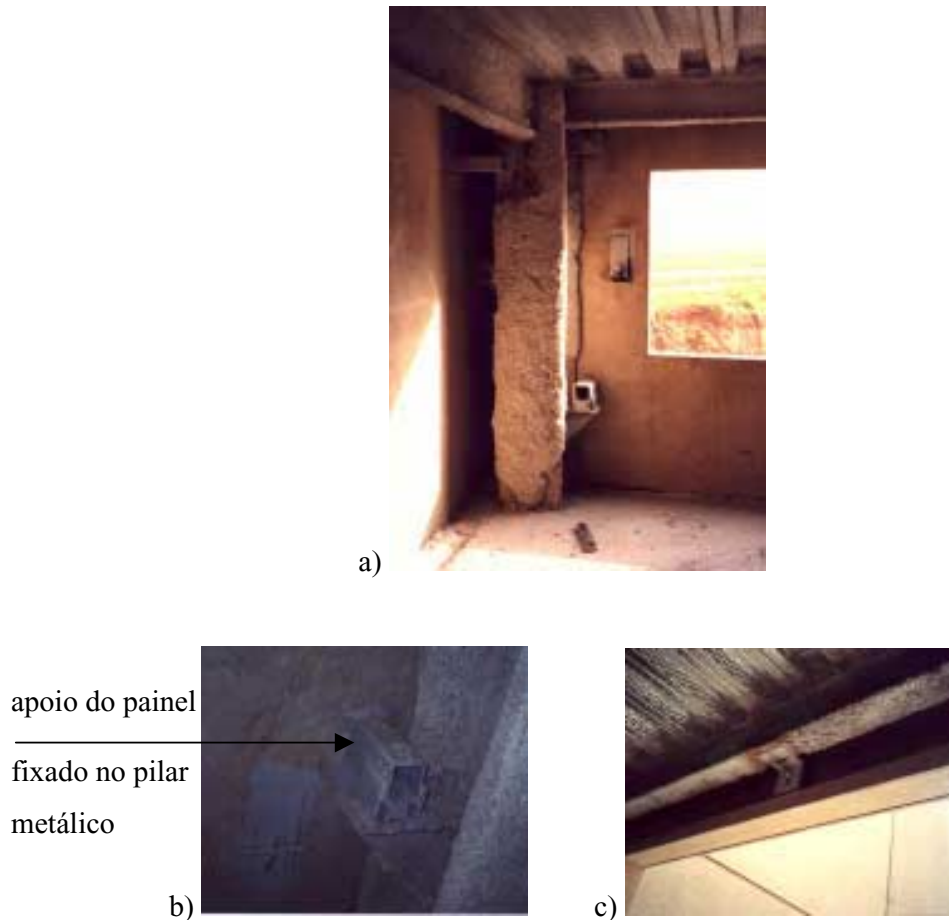 a)
apoio do painel
fixado no pilar
metálico
b)
c)